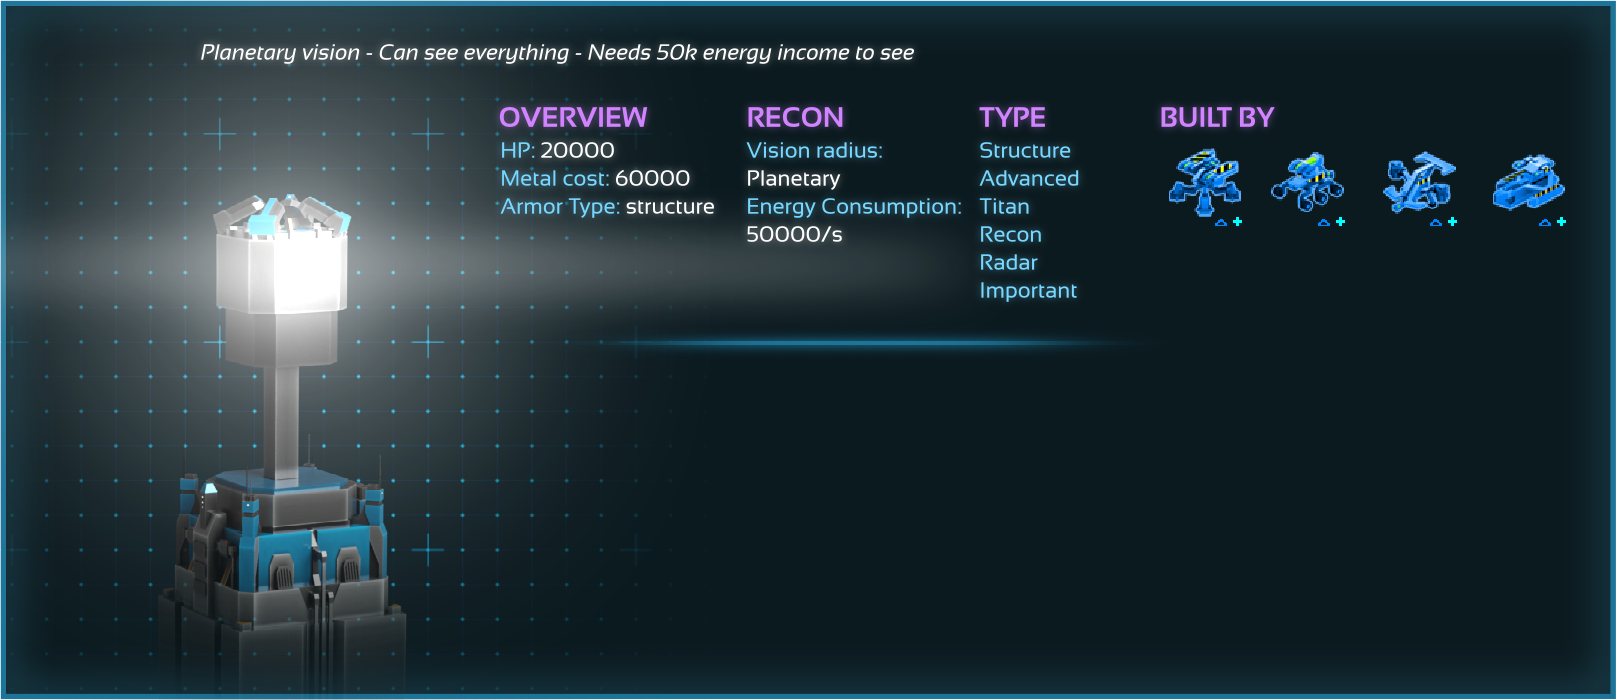 Planetary vision - Can see everything - Needs 50k energy income to see
OVERVIEW
HP: 20000
Metal cost: 60000
Armor Type: structure
RECON
Vision radius:
Planetary
Energy Consumption:
50000/s
TYPE
Structure
Advanced
Titan
Recon
Radar
Important
BUILT BY